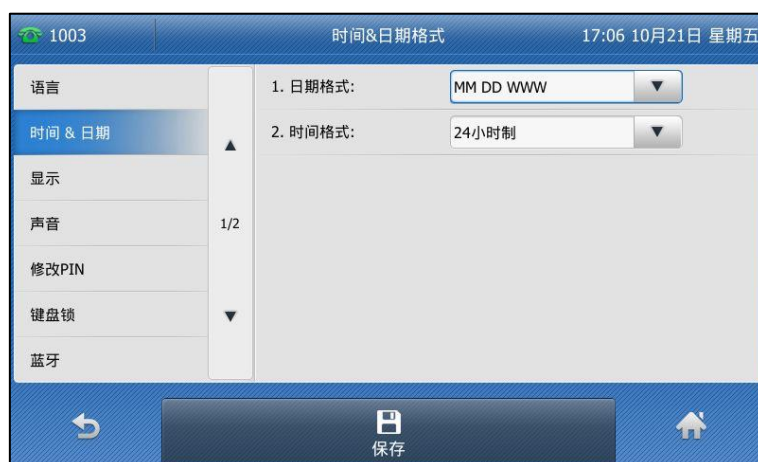 1003
时间&日期格式
17:06 10月21日 星期五
语言
时间 & 日期
显示
声音
修改PIN
键盘锁
蓝牙
1/2
1. 日期格式:
MM DD WWW
2. 时间格式:
24小时制
保存